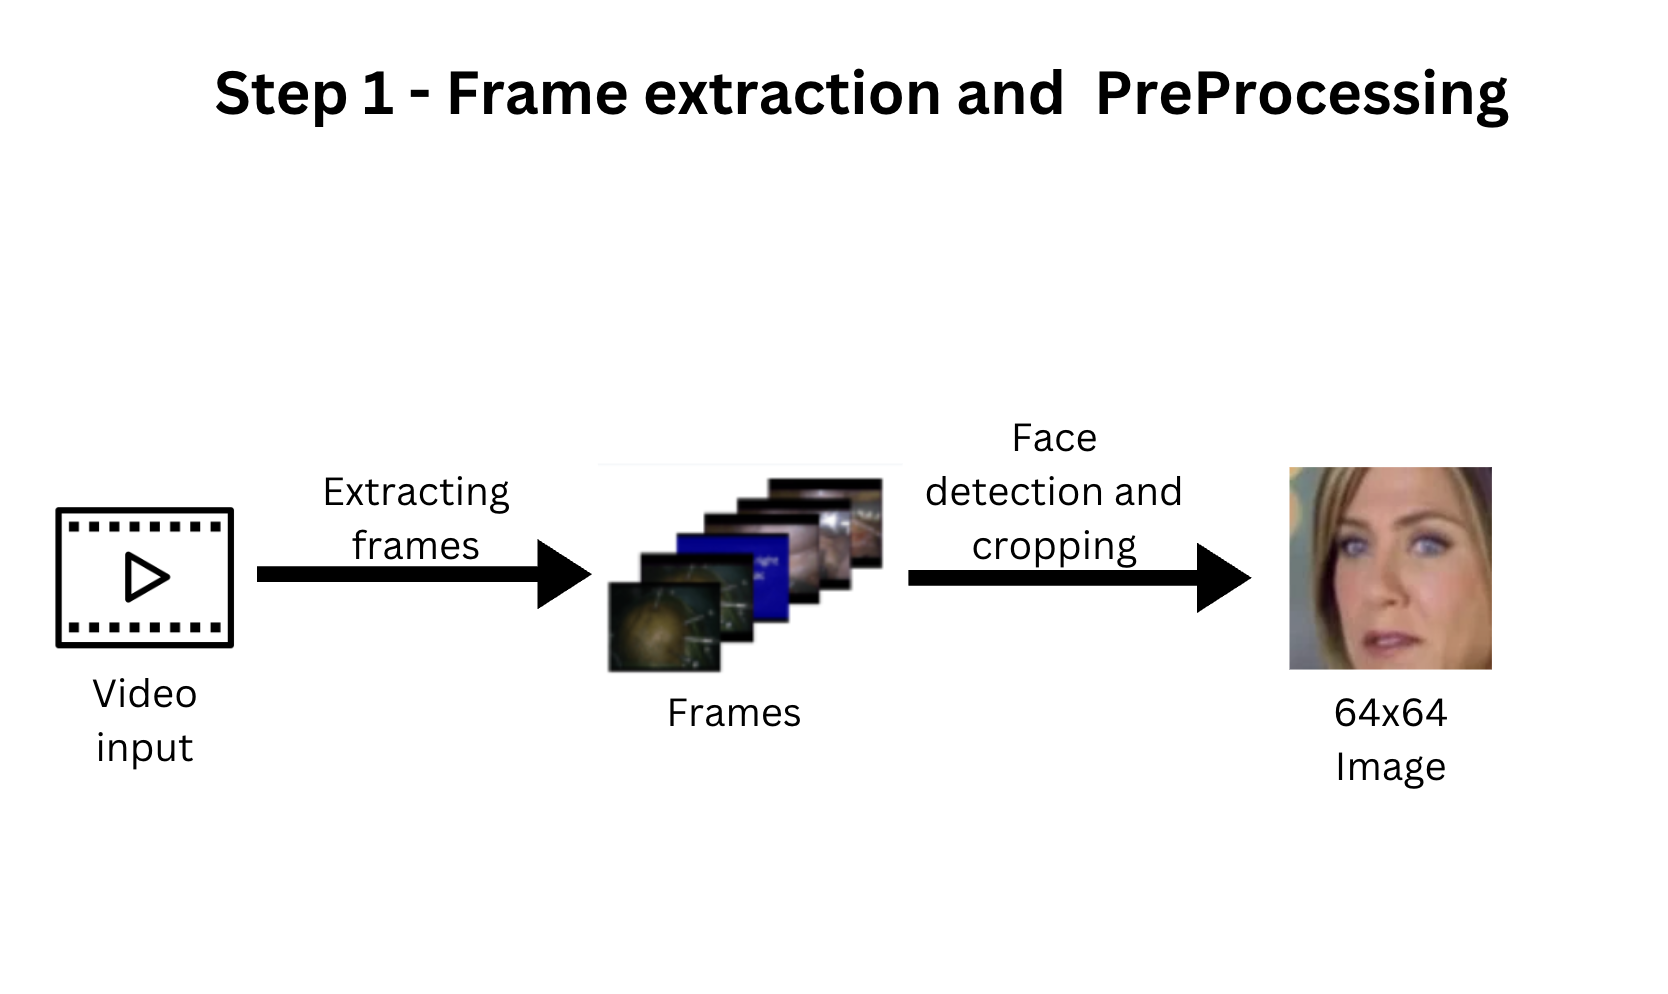 Step 1 - Frame extraction and  PreProcessing
Face
detection and
cropping
Extracting
frames
Video
input
Frames
64x64
Image